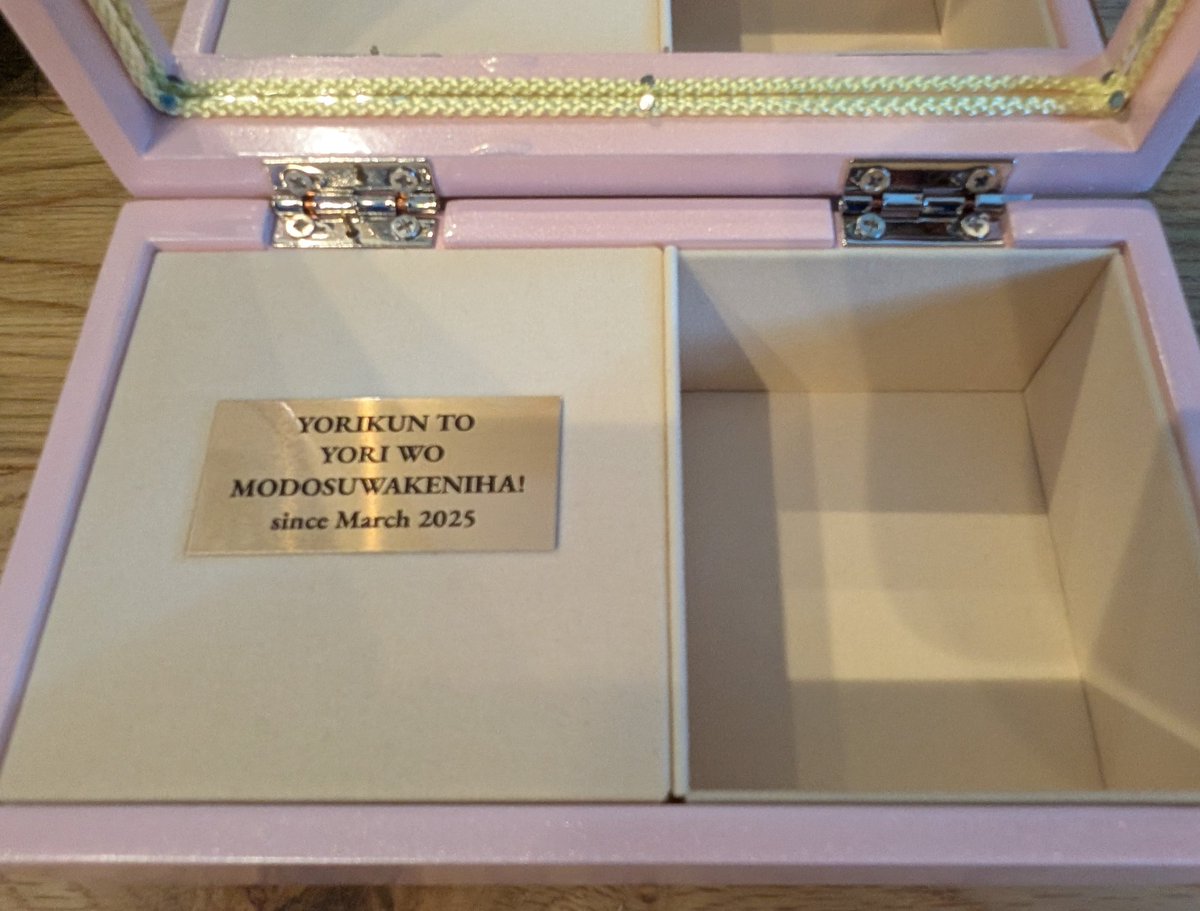 YORIKUN TO
YORI WO
MODOSUWAKENIHA!
since March 2025